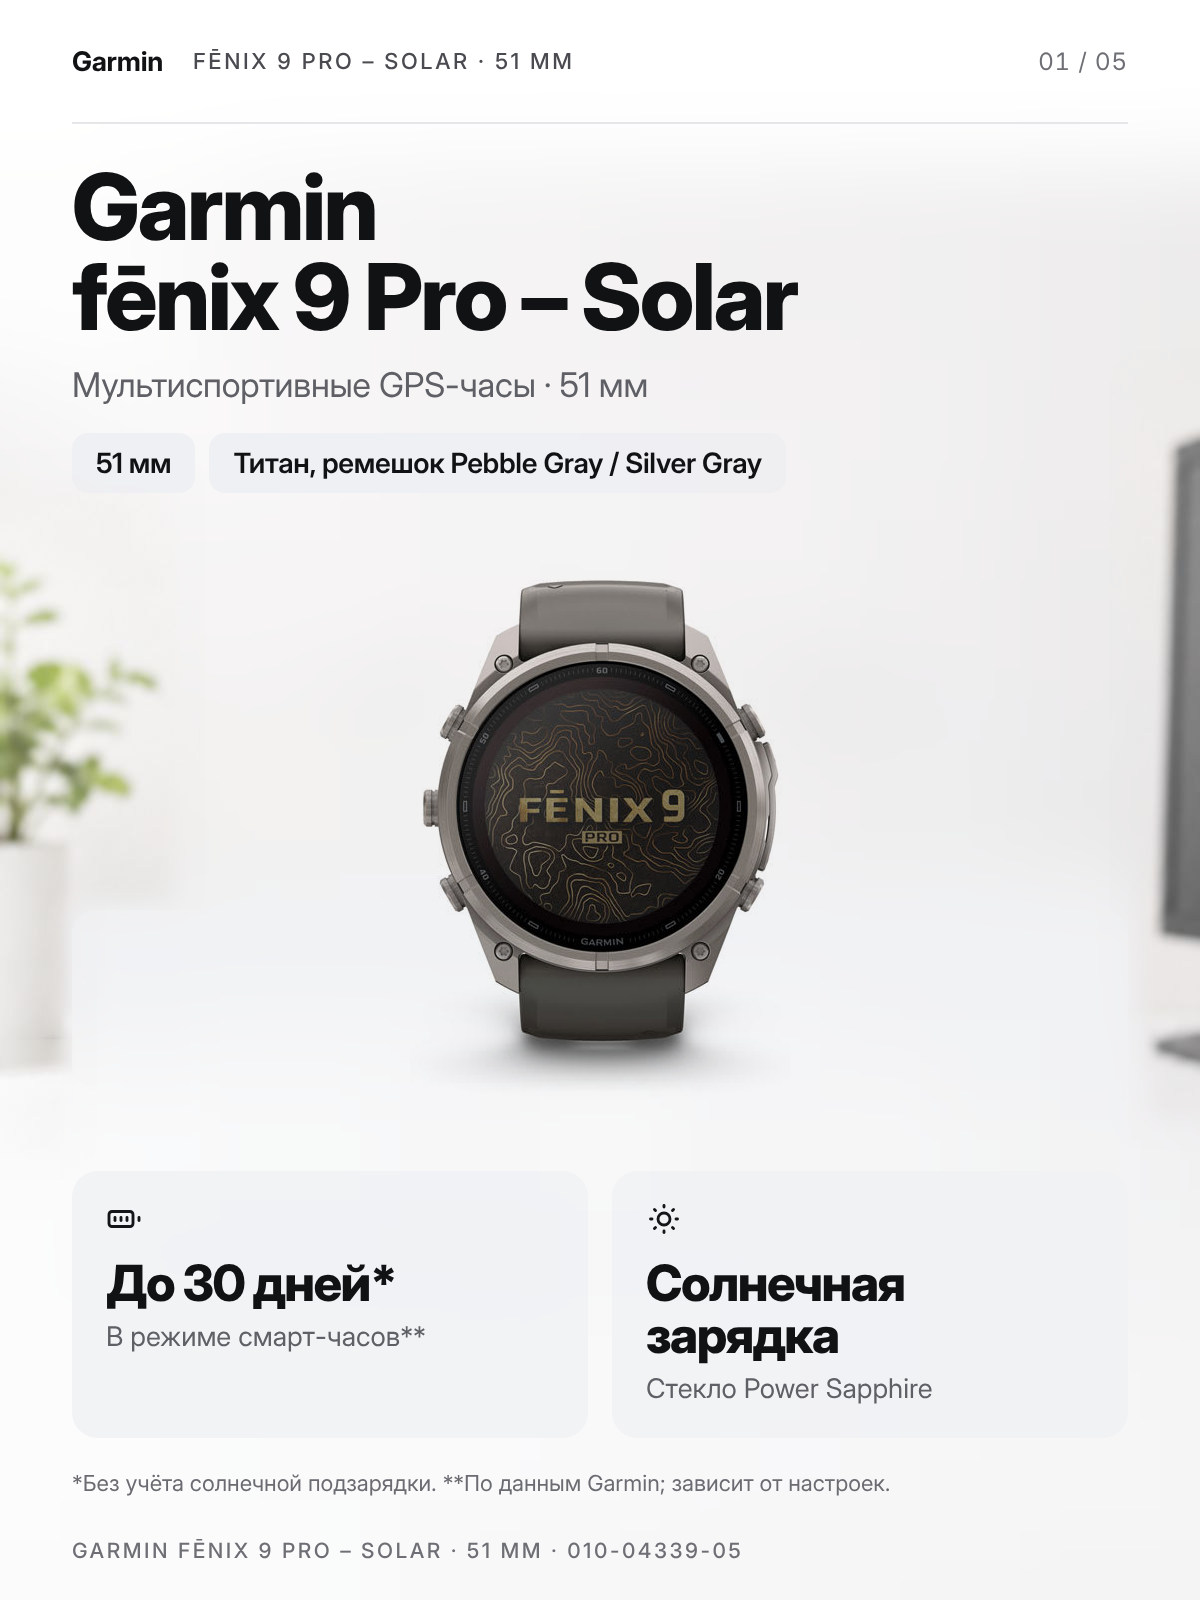 Garmin FĒNIX 9 PRO – SOLAR · 51 ММ 01 / 05
Garmin
fēnix 9 Pro – Solar
Мультиспортивные GPS-часы · 51 мм
51 мм Титан, ремешок Pebble Gray / Silver Gray
60
50
FĒNIX 9
PRO
40 20
GARMIN
До 30 дней*
В режиме смарт-часов**
Солнечная
зарядка
Стекло Power Sapphire
*Без учёта солнечной подзарядки. **По данным Garmin; зависит от настроек.
GARMIN FĒNIX 9 PRO – SOLAR · 51 ММ · 010-04339-05